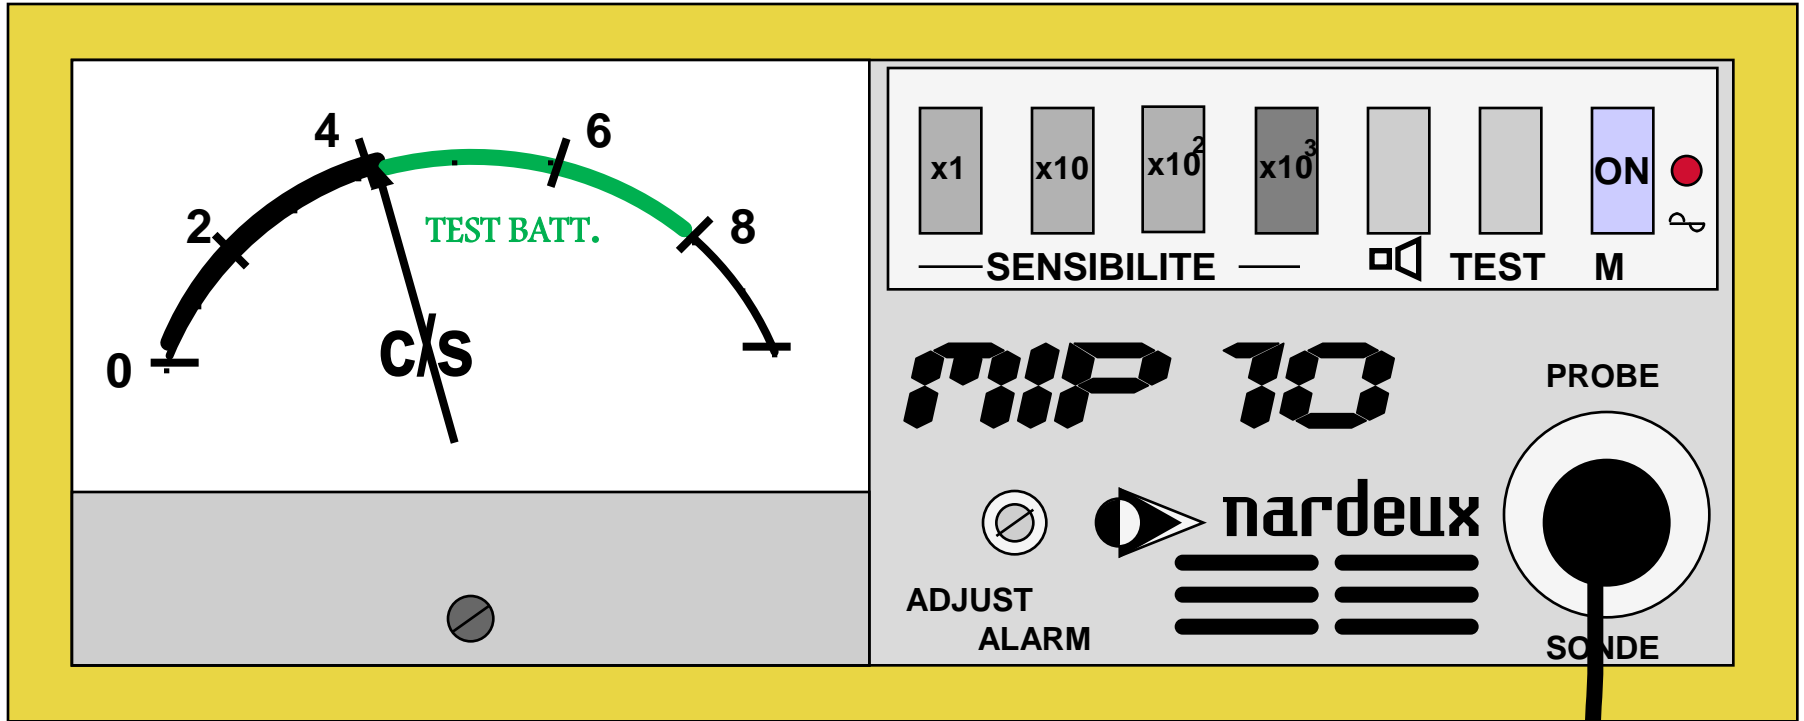 0
2
4
6
8
TEST BATT.
c/s
x1
x10
x10²
x10³
ON
SENSIBILITE
TEST
M
MIP 10
PROBE
nardeux
ADJUST
ALARM
SONDE